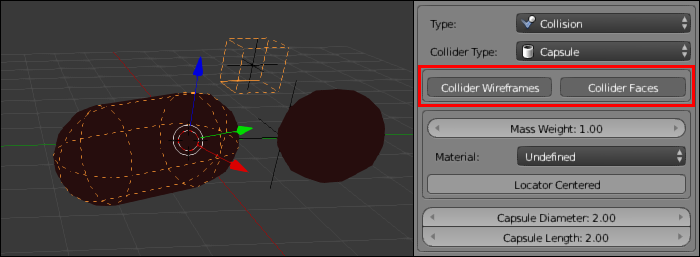 Type: Collision
Collider Type: Capsule
Collider Wireframes Collider Faces
Mass Weight: 1.00
Material: Undefined
Locator Centered
Capsule Diameter: 2.00
Capsule Length: 2.00